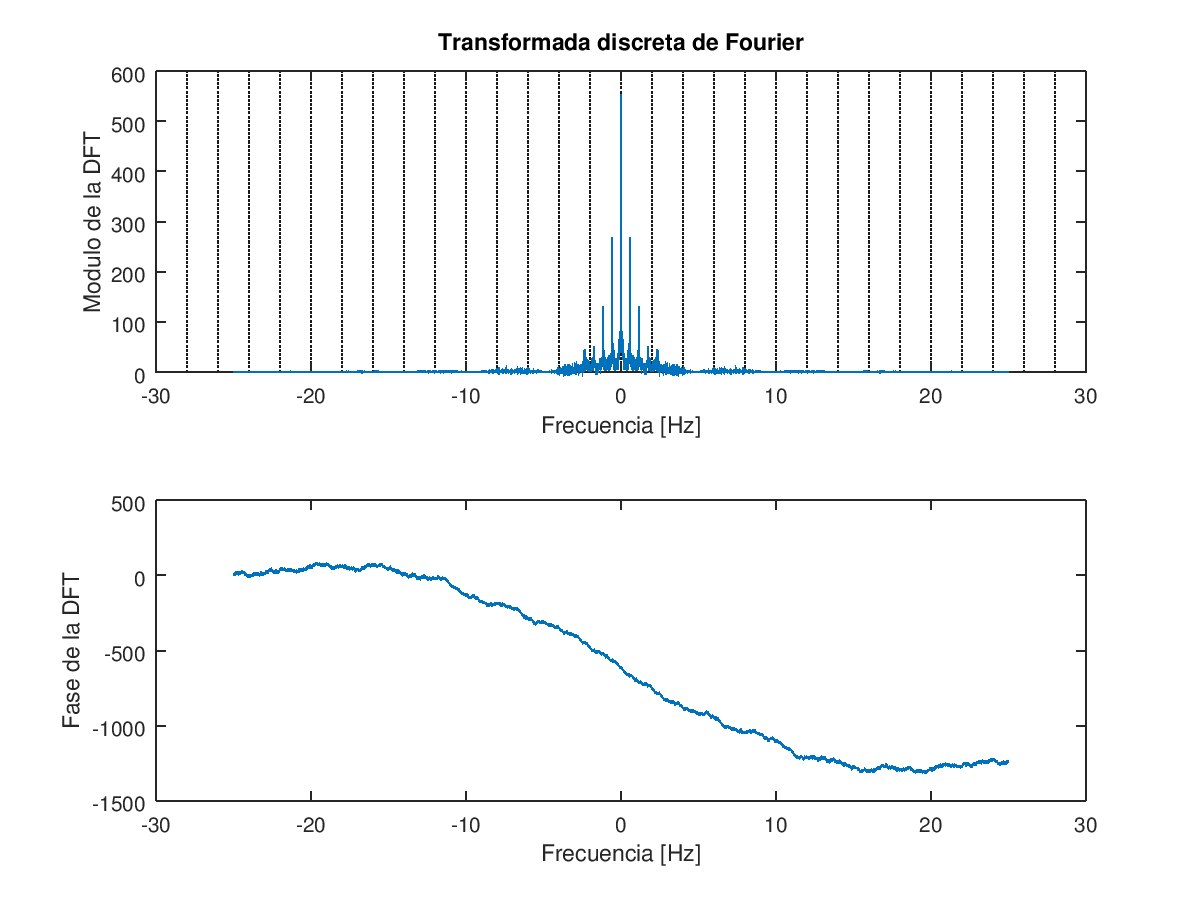 Transformada discreta de Fourier
Modulo de la DFT
600
500
400
300
200
100
0
-30 -20 -10 0 10 20 30
Frecuencia [Hz]
Fase de la DFT
500
0
-500
-1000
-1500
-30 -20 -10 0 10 20 30
Frecuencia [Hz]